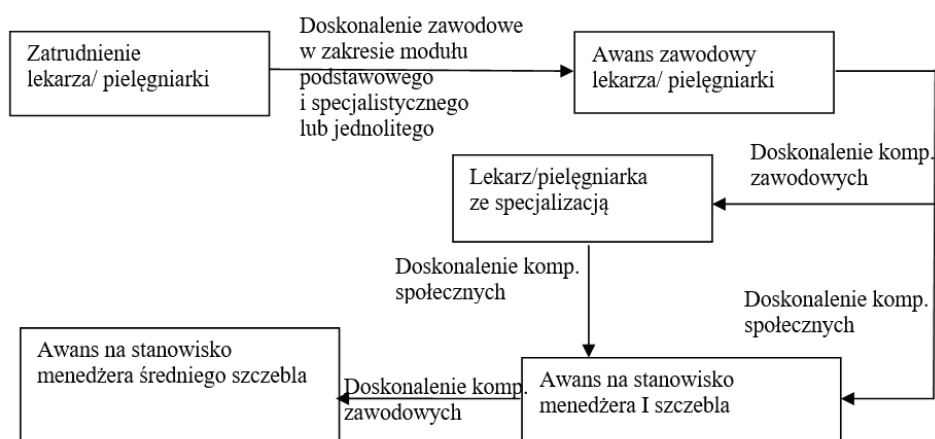 Zatrudnienie
lekarza/ pielęgniarki
Doskonalenie zawodowe
w zakresie modułu
podstawowego
i specjalistycznego
lub jednolitego
Awans zawodowy
lekarza/ pielęgniarki
Doskonalenie komp.
zawodowych
Lekarz/pielęgniarka
ze specjalizacją
Doskonalenie komp.
społecznych
Doskonalenie komp.
społecznych
Awans na stanowisko
menedżera średniego szczebla
Doskonalenie komp.
zawodowych
Awans na stanowisko
menedżera I szczebla